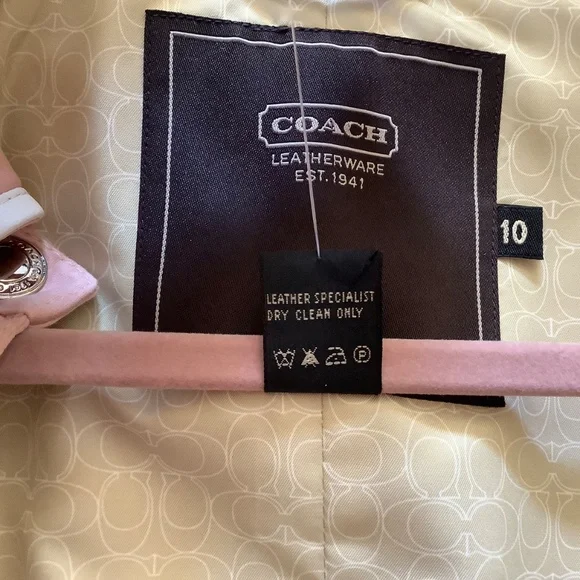 COACH
LEATHERWARE
EST. 1941
10
LEATHER SPECIALIST
DRY CLEAN ONLY
P